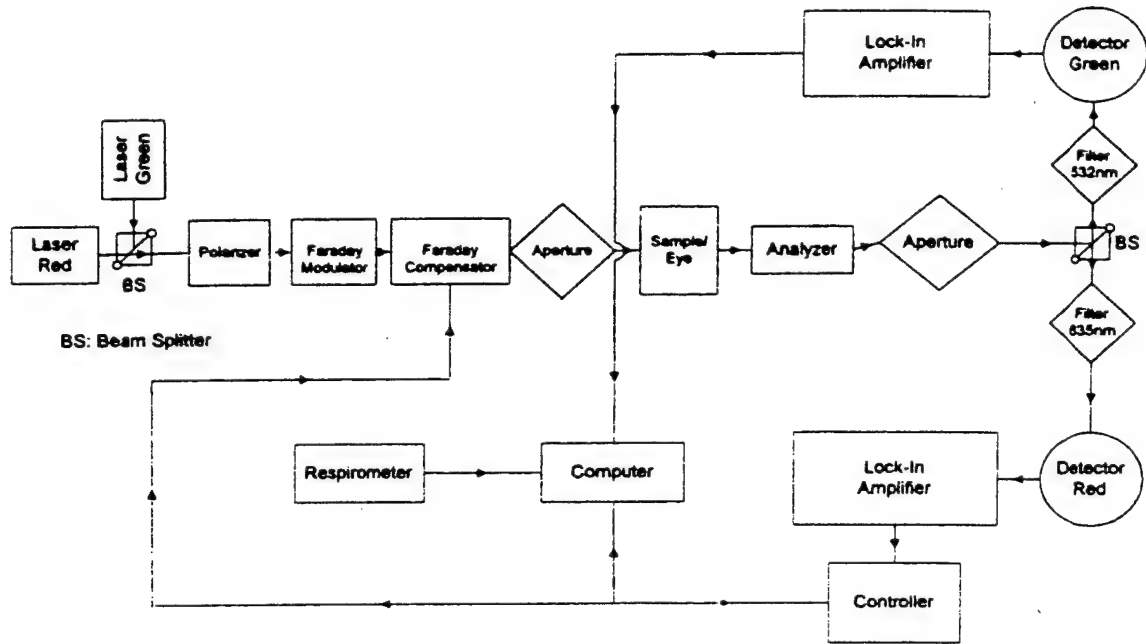 Lock-In
Amplifier
Detector
Green
Laser
Green
Filter
532nm
Laser
Red
BS
Polarizer
Faraday
Modulator
Faraday
Compensator
Aperture
Sample/
Eye
Analyzer
Aperture
BS
Filter
635nm
BS: Beam Splitter
Respirometer
Computer
Lock-In
Amplifier
Detector
Red
Controller